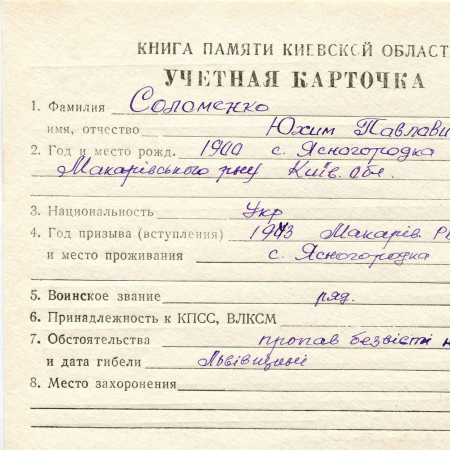 КНИГА ПАМЯТИ КИЕВСКОЙ ОБЛАСТ
УЧЕТНАЯ КАРТОЧКА
1. Фамилия Соломенко
имя, отчество Юхим Павлови
2. Год и место рожд. 1900 с. Ясногородка
Макарівського р-ну Київ. обл.
3. Национальность Укр
4. Год призыва (вступления) 1943 Макарів. Р
и место проживания с. Ясногородка
5. Воинское звание ряд.
6. Принадлежность к КПСС, ВЛКСМ
7. Обстоятельства пропав безвісти н
и дата гибели Львівщині
8. Место захоронения